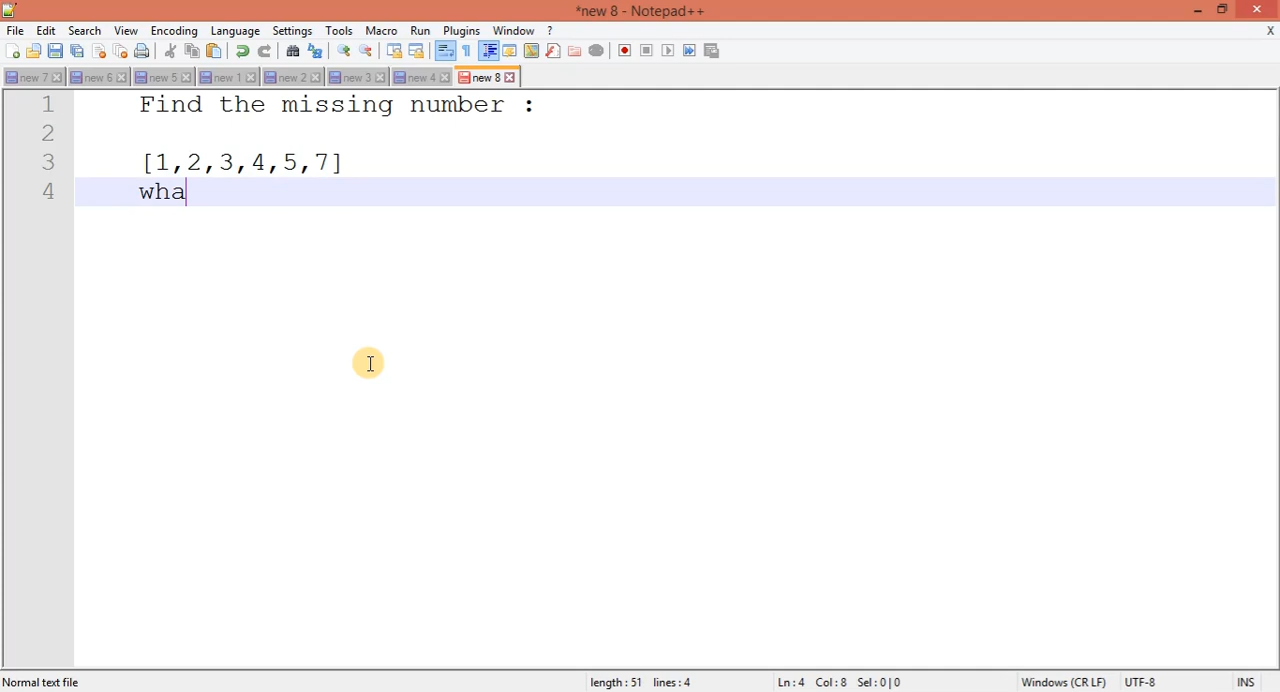 *new 8 - Notepad++
File Edit Search View Encoding Language Settings Tools Macro Run Plugins Window ? X
new 7 new 6 new 5 new 1 new 2 new 3 new 4 new 8
1 Find the missing number :
2
3 [1,2,3,4,5,7]
4 wha
Normal text file length : 51 lines : 4 Ln : 4 Col : 8 Sel : 0 | 0 Windows (CR LF) UTF-8 INS